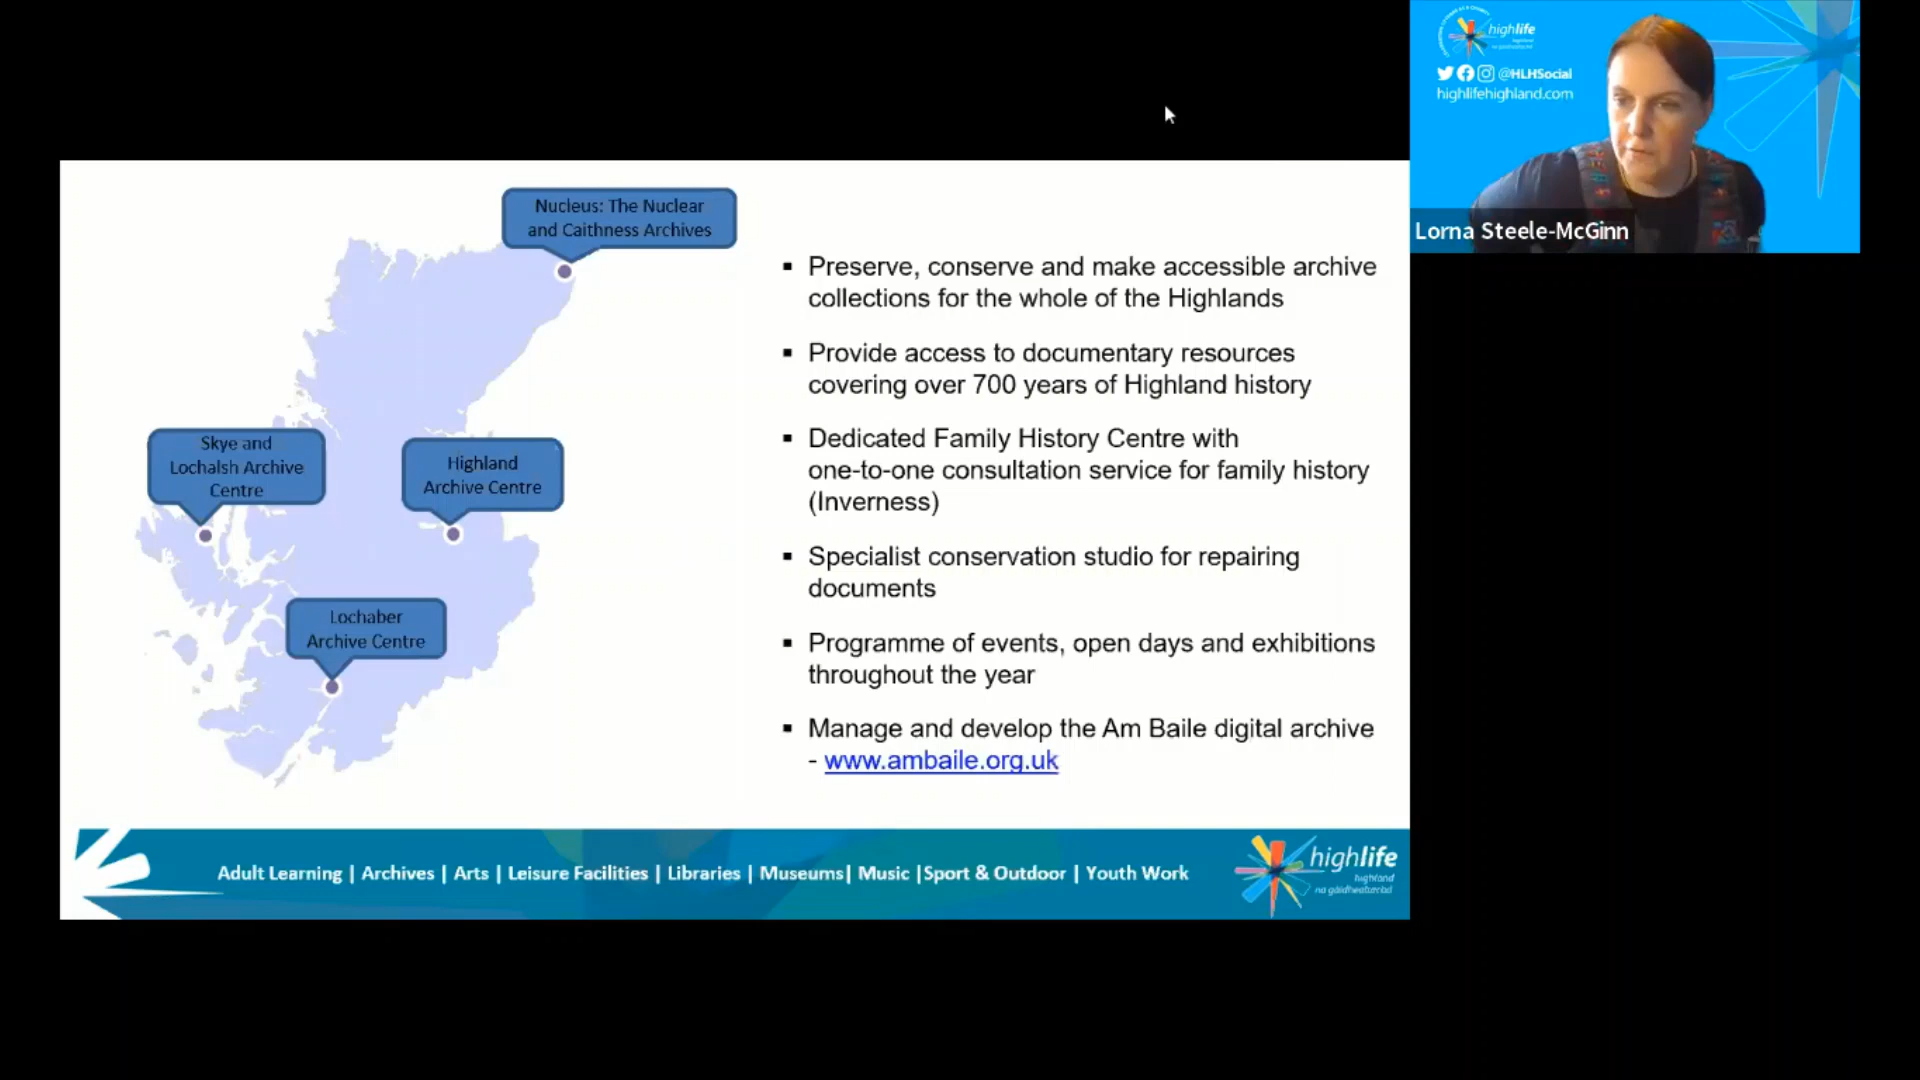 Nucleus: The Nuclear
and Caithness Archives
Skye and
Lochalsh Archive
Centre
Highland
Archive Centre
Lochaber
Archive Centre
▪ Preserve, conserve and make accessible archive
collections for the whole of the Highlands
▪ Provide access to documentary resources
covering over 700 years of Highland history
▪ Dedicated Family History Centre with
one-to-one consultation service for family history
(Inverness)
▪ Specialist conservation studio for repairing
documents
▪ Programme of events, open days and exhibitions
throughout the year
▪ Manage and develop the Am Baile digital archive
- www.ambaile.org.uk
Adult Learning | Archives | Arts | Leisure Facilities | Libraries | Museums| Music |Sport & Outdoor | Youth Work
highlife
highland
na gàidhealtachd
highlife
highland
na gàidhealtachd
@HLHSocial
highlifehighland.com
Lorna Steele-McGinn